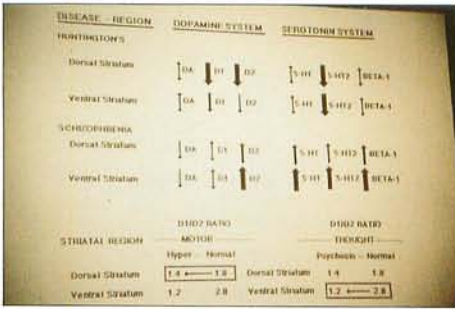 DISEASE - REGION DOPAMINE SYSTEM SEROTONIN SYSTEM
HUNTINGTON'S
Dorsal Striatum DA D1 D2 5-HT 5-HT2 BETA-1
Ventral Striatum DA D1 D2 5-HT 5-HT2 BETA-1
SCHIZOPHRENIA
Dorsal Striatum DA D1 D2 5-HT 5-HT2 BETA-1
Ventral Striatum DA D1 D2 5-HT 5-HT2 BETA-1
D1/D2 RATIO D1/D2 RATIO
STRIATAL REGION MOTOR THOUGHT
Hyper - Normal Psychosis - Normal
Dorsal Striatum 1.4 1.8 Dorsal Striatum 1.4 1.8
Ventral Striatum 1.2 2.8 Ventral Striatum 1.2 2.8